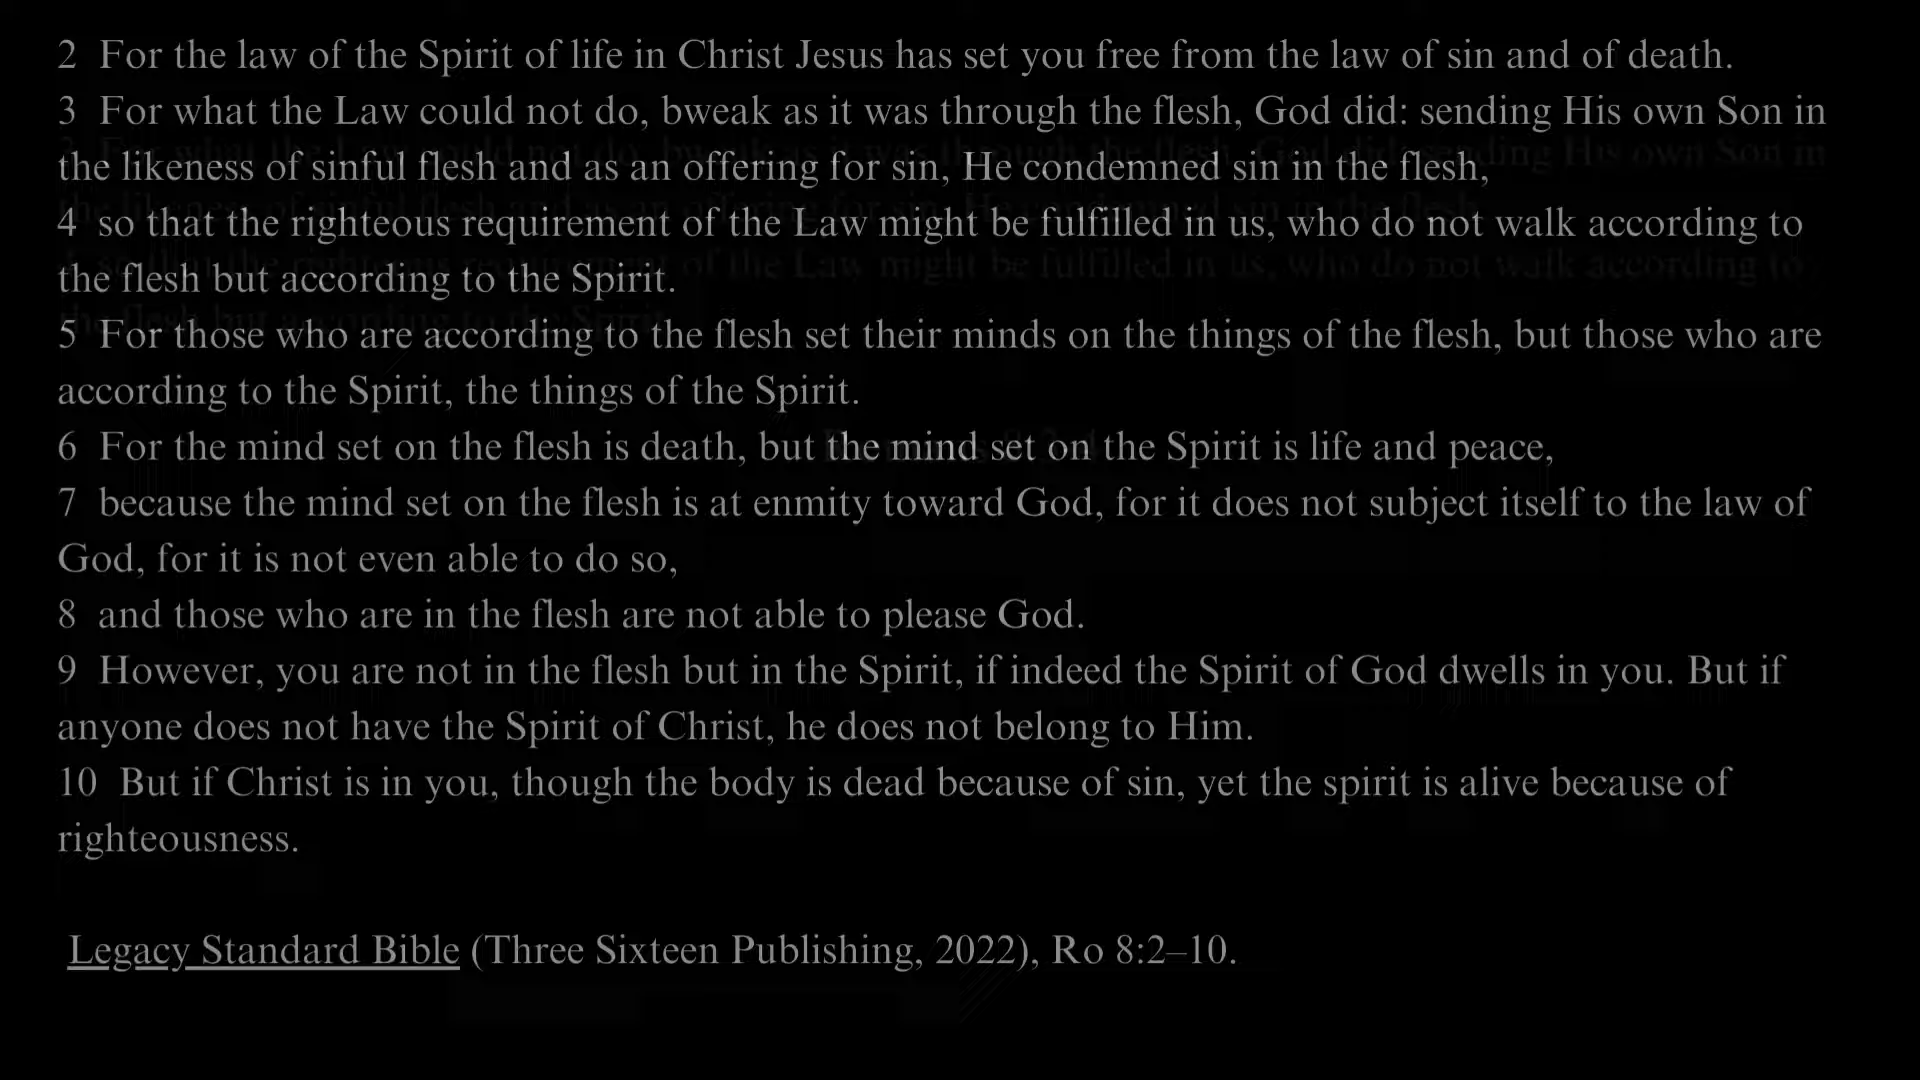 2 For the law of the Spirit of life in Christ Jesus has set you free from the law of sin and of death.
3 For what the Law could not do, bweak as it was through the flesh, God did: sending His own Son in
the likeness of sinful flesh and as an offering for sin, He condemned sin in the flesh,
4 so that the righteous requirement of the Law might be fulfilled in us, who do not walk according to
the flesh but according to the Spirit.
5 For those who are according to the flesh set their minds on the things of the flesh, but those who are
according to the Spirit, the things of the Spirit.
6 For the mind set on the flesh is death, but the mind set on the Spirit is life and peace,
7 because the mind set on the flesh is at enmity toward God, for it does not subject itself to the law of
God, for it is not even able to do so,
8 and those who are in the flesh are not able to please God.
9 However, you are not in the flesh but in the Spirit, if indeed the Spirit of God dwells in you. But if
anyone does not have the Spirit of Christ, he does not belong to Him.
10 But if Christ is in you, though the body is dead because of sin, yet the spirit is alive because of
righteousness.
Legacy Standard Bible (Three Sixteen Publishing, 2022), Ro 8:2–10.